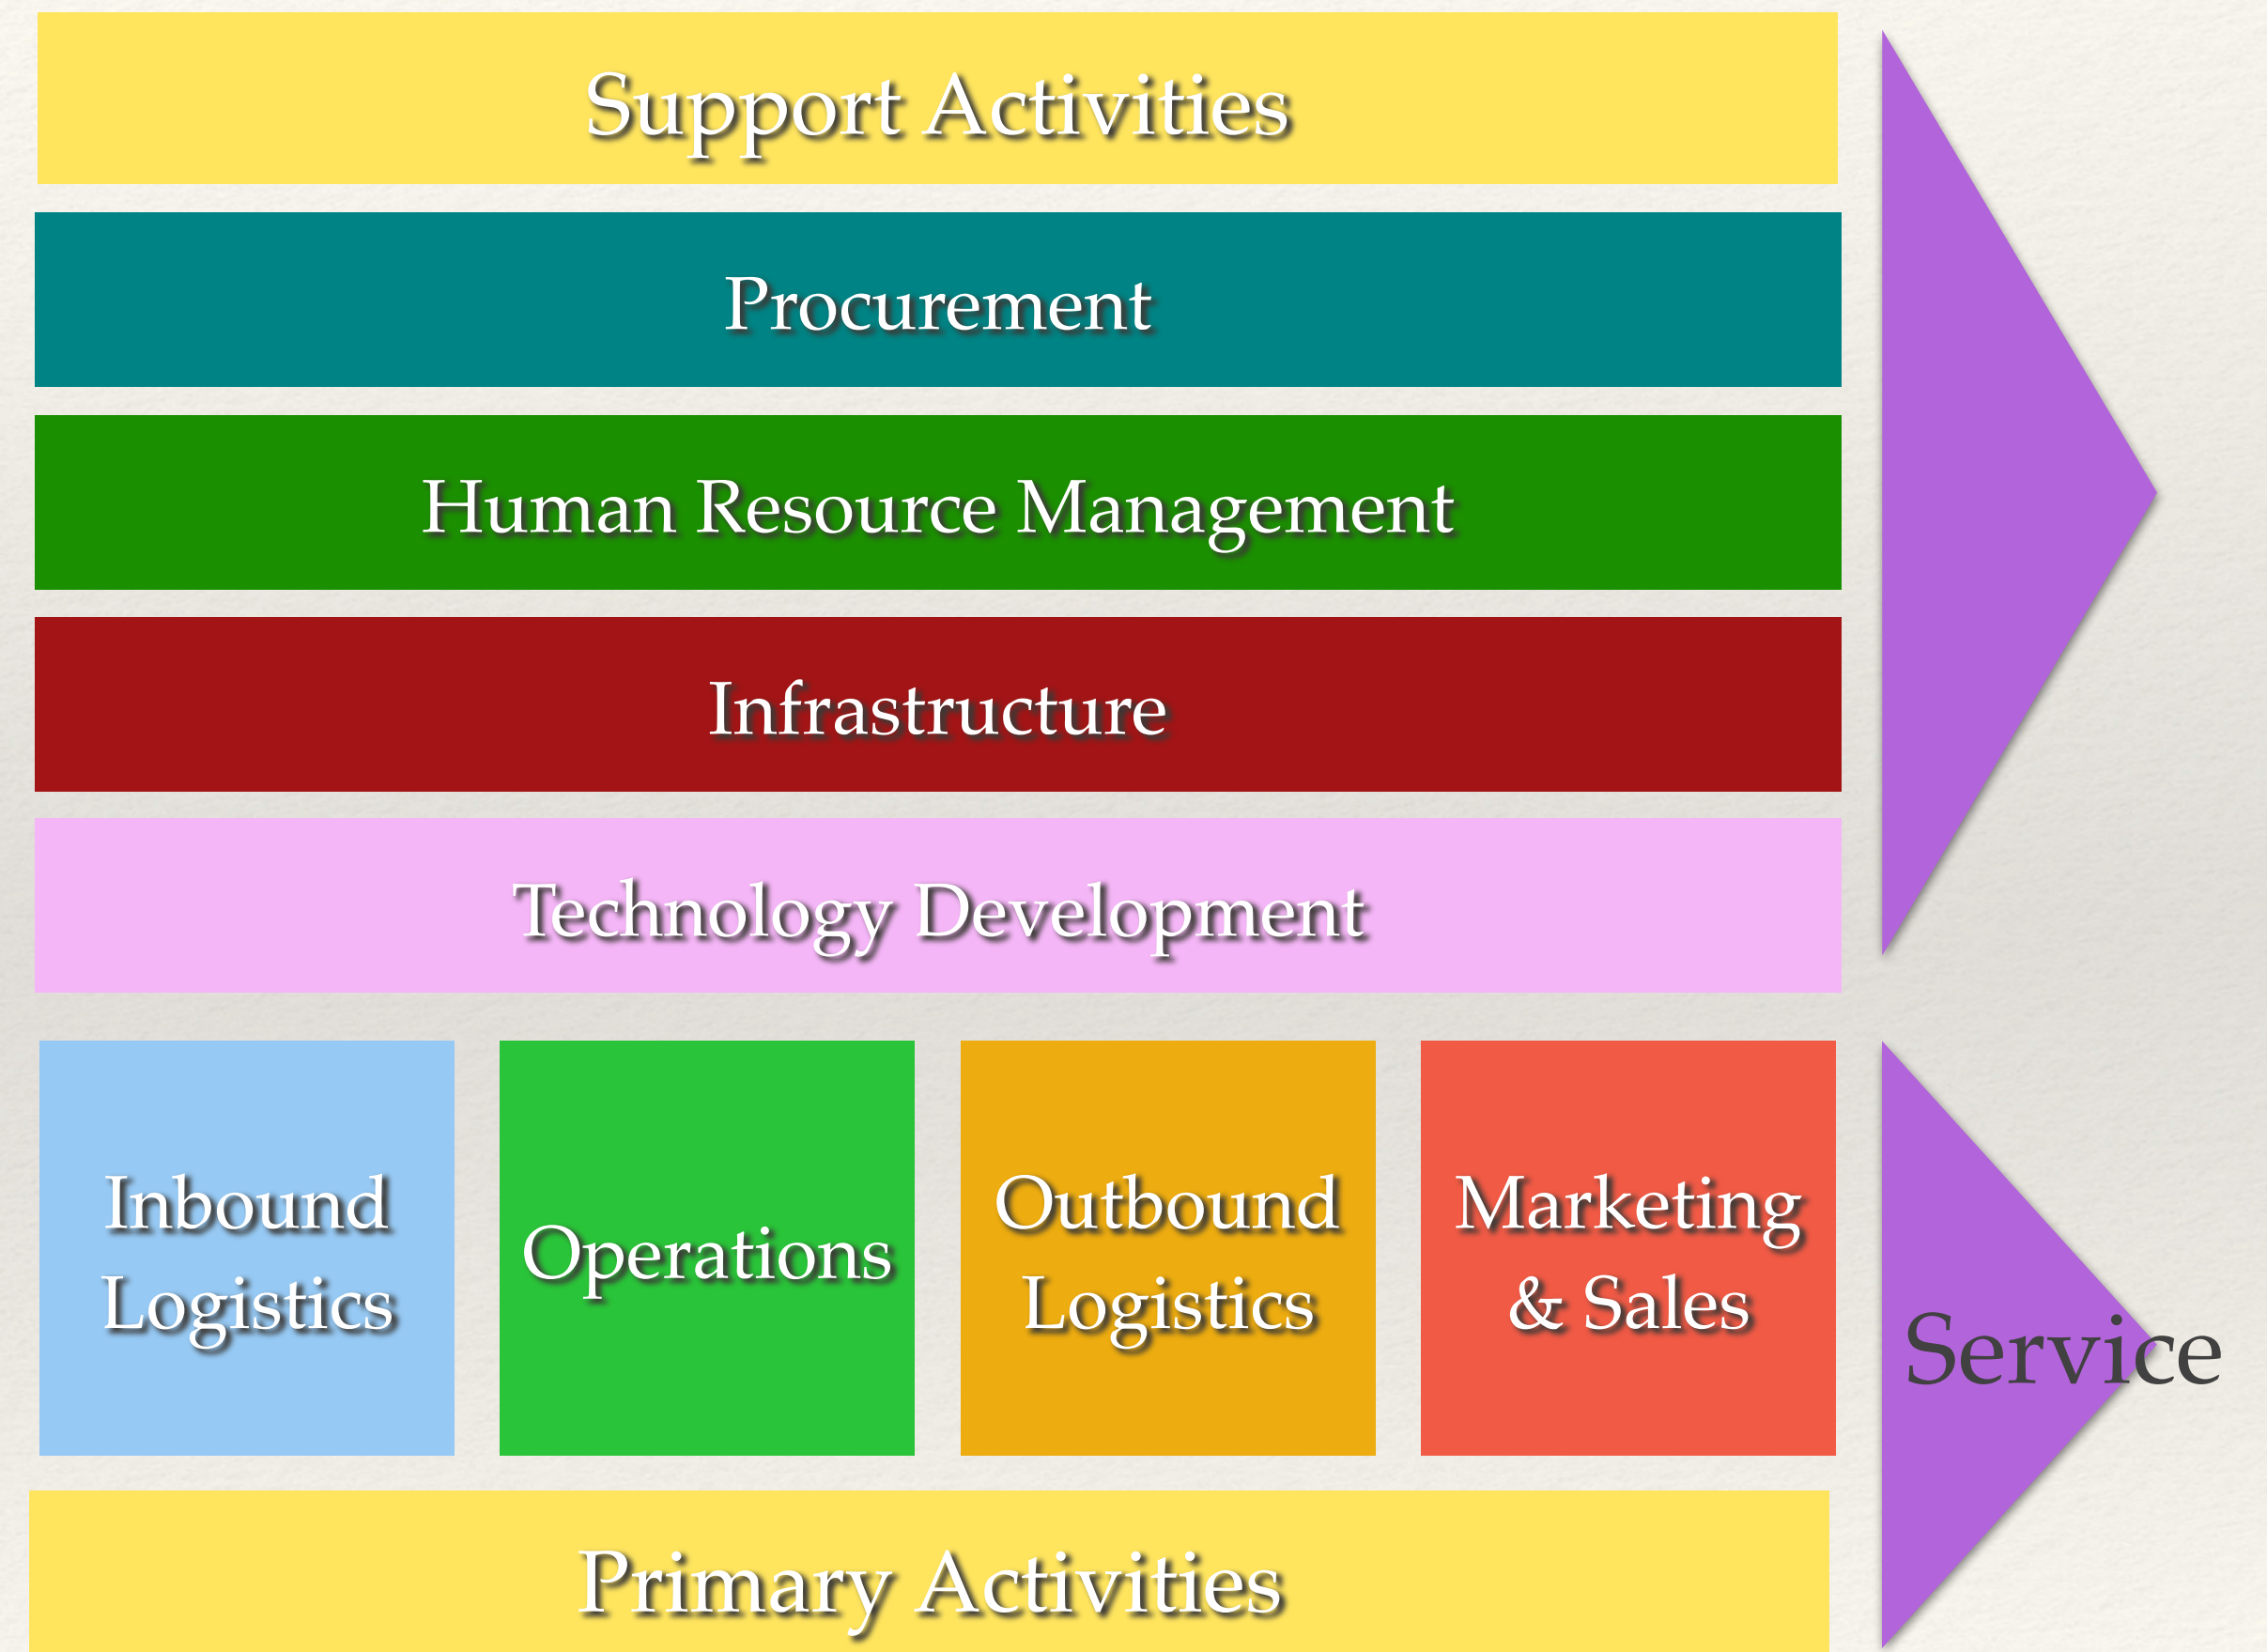 Support Activities
Procurement
Human Resource Management
Infrastructure
Technology Development
Inbound
Logistics
Operations
Outbound
Logistics
Marketing
& Sales
Service
Primary Activities